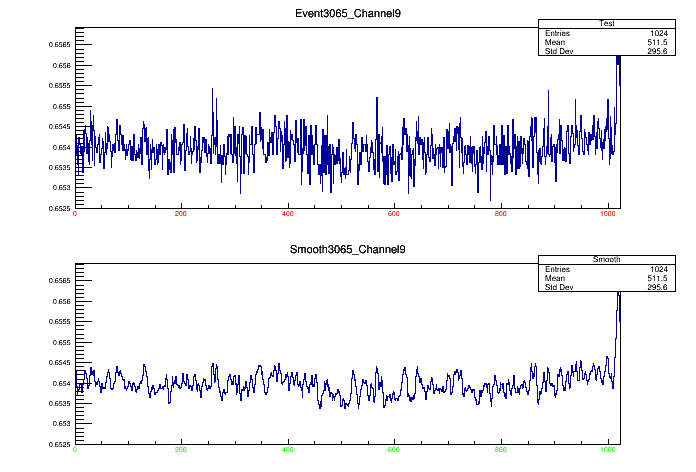 Event3065_Channel9
Test
Entries 1024
Mean 511.5
Std Dev 295.6
0.6565
0.656
0.6555
0.655
0.6545
0.654
0.6535
0.653
0.6525
0 200 400 600 800 1000
Smooth3065_Channel9
Smooth
Entries 1024
Mean 511.5
Std Dev 295.6
0.6565
0.656
0.6555
0.655
0.6545
0.654
0.6535
0.653
0.6525
0 200 400 600 800 1000